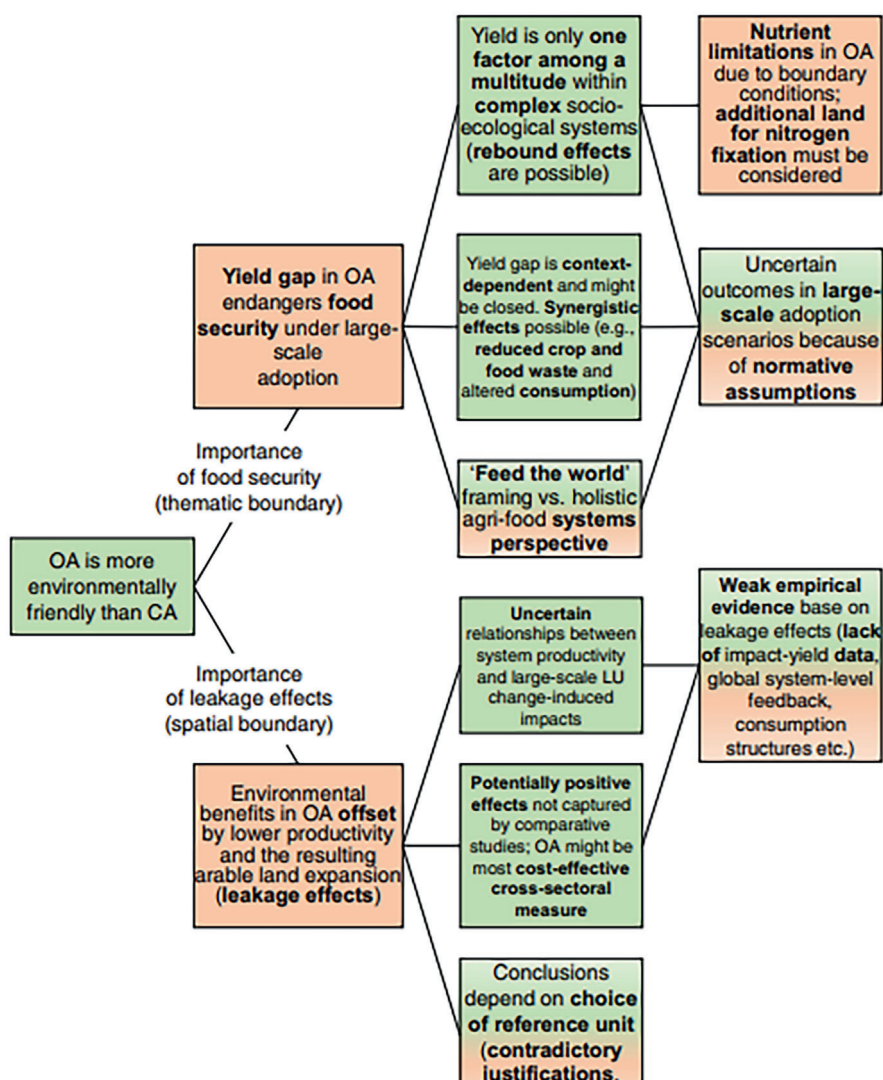 Yield is only one
factor among a
multitude within
complex socio-
ecological systems
(rebound effects
are possible)
Nutrient
limitations in OA
due to boundary
conditions;
additional land
for nitrogen
fixation must be
considered
Yield gap in OA
endangers food
security under large-
scale
adoption
Yield gap is context-
dependent and might
be closed. Synergistic
effects possible (e.g.,
reduced crop and
food waste and
altered consumption)
Uncertain
outcomes in large-
scale adoption
scenarios because
of normative
assumptions
Importance
of food security
(thematic boundary)
'Feed the world'
framing vs. holistic
agri-food systems
perspective
OA is more
environmentally
friendly than CA
Importance
of leakage effects
(spatial boundary)
Uncertain
relationships between
system productivity
and large-scale LU
change-induced
impacts
Weak empirical
evidence base on
leakage effects (lack
of impact-yield data,
global system-level
feedback,
consumption
structures etc.)
Environmental
benefits in OA offset
by lower productivity
and the resulting
arable land expansion
(leakage effects)
Potentially positive
effects not captured
by comparative
studies; OA might be
most cost-effective
cross-sectoral
measure
Conclusions
depend on choice
of reference unit
(contradictory
justifications,